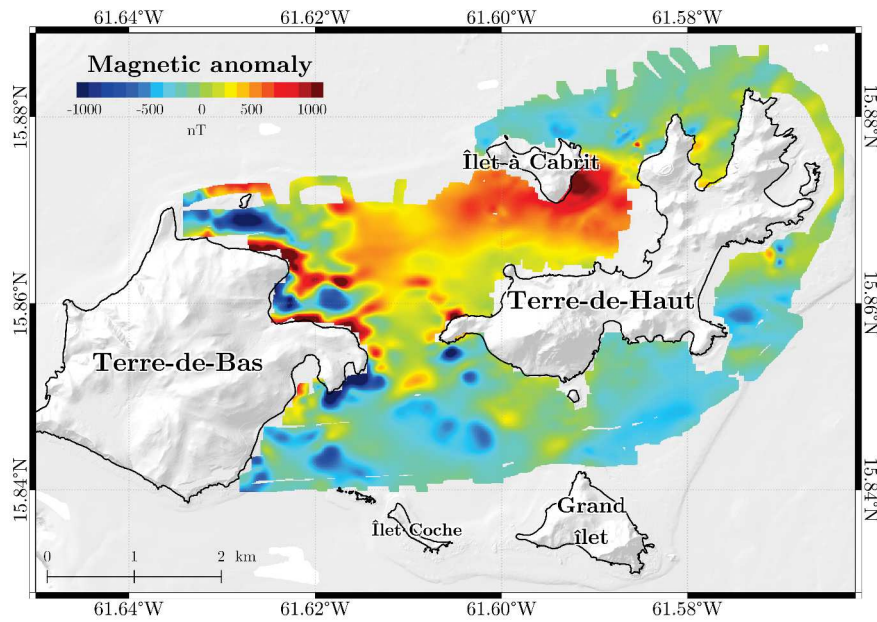 61.64°W 61.62°W 61.60°W 61.58°W
Magnetic anomaly
-1000 -500 0 500 1000
nT
15.88°N 15.88°N
Îlet-à Cabrit
15.86°N 15.86°N
Terre-de-Haut
Terre-de-Bas
15.84°N 15.84°N
Îlet-Coche
Grand
îlet
0 1 2 km
61.64°W 61.62°W 61.60°W 61.58°W